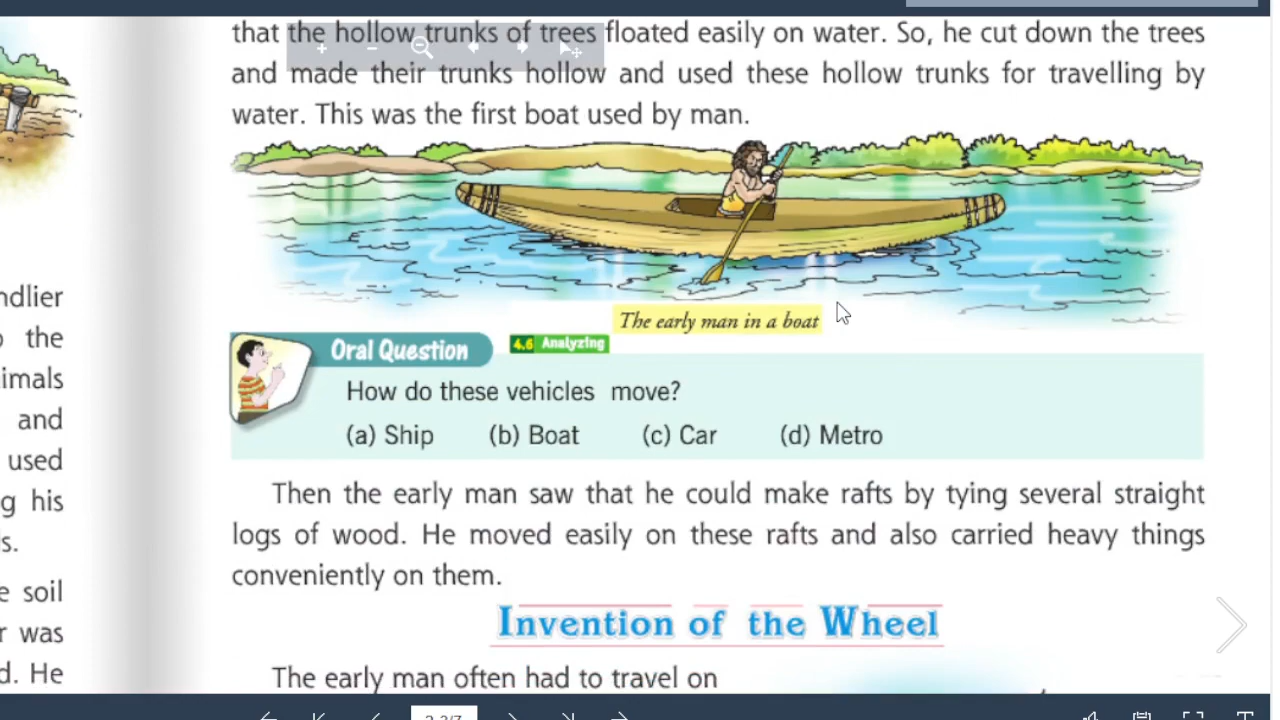 ndlier
the
imals
and
used
g his
s.
e soil
r was
d. He
that the hollow trunks of trees floated easily on water. So, he cut down the trees
and made their trunks hollow and used these hollow trunks for travelling by
water. This was the first boat used by man.
The early man in a boat
Oral Question
4.6 Analyzing
How do these vehicles move?
(a) Ship (b) Boat (c) Car (d) Metro
Then the early man saw that he could make rafts by tying several straight
logs of wood. He moved easily on these rafts and also carried heavy things
conveniently on them.
Invention of the Wheel
The early man often had to travel on